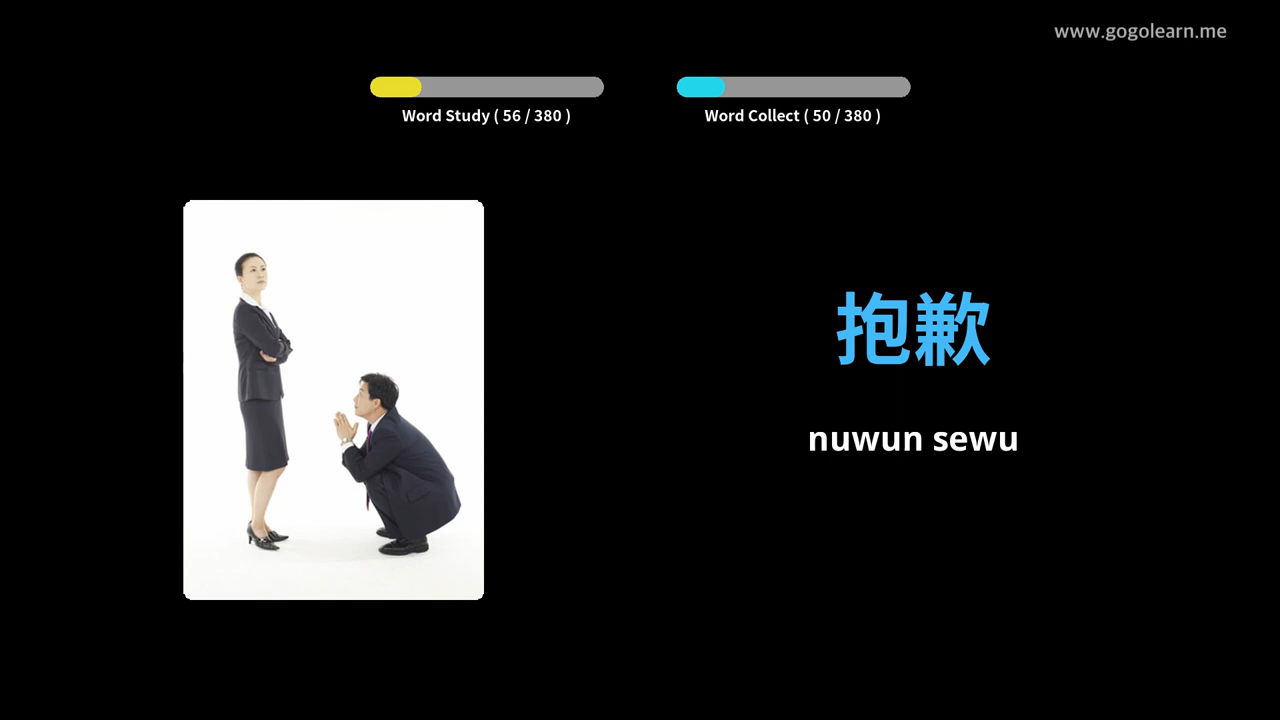 www.gogolearn.me
Word Study ( 56 / 380 )
Word Collect ( 50 / 380 )
抱歉
nuwun sewu